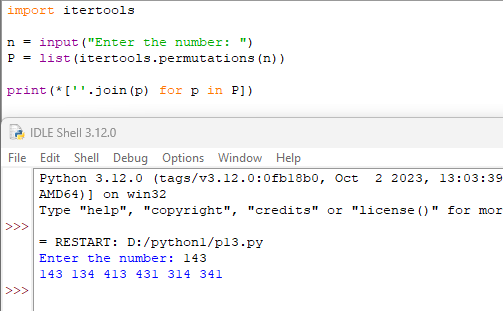 import itertools
n = input("Enter the number: ")
P = list(itertools.permutations(n))
print(*[''.join(p) for p in P])
IDLE Shell 3.12.0
File Edit Shell Debug Options Window Help
Python 3.12.0 (tags/v3.12.0:0fb18b0, Oct  2 2023, 13:03:39
AMD64)] on win32
Type "help", "copyright", "credits" or "license()" for mor
>>>
= RESTART: D:/python1/p13.py
Enter the number: 143
143 134 413 431 314 341
>>>